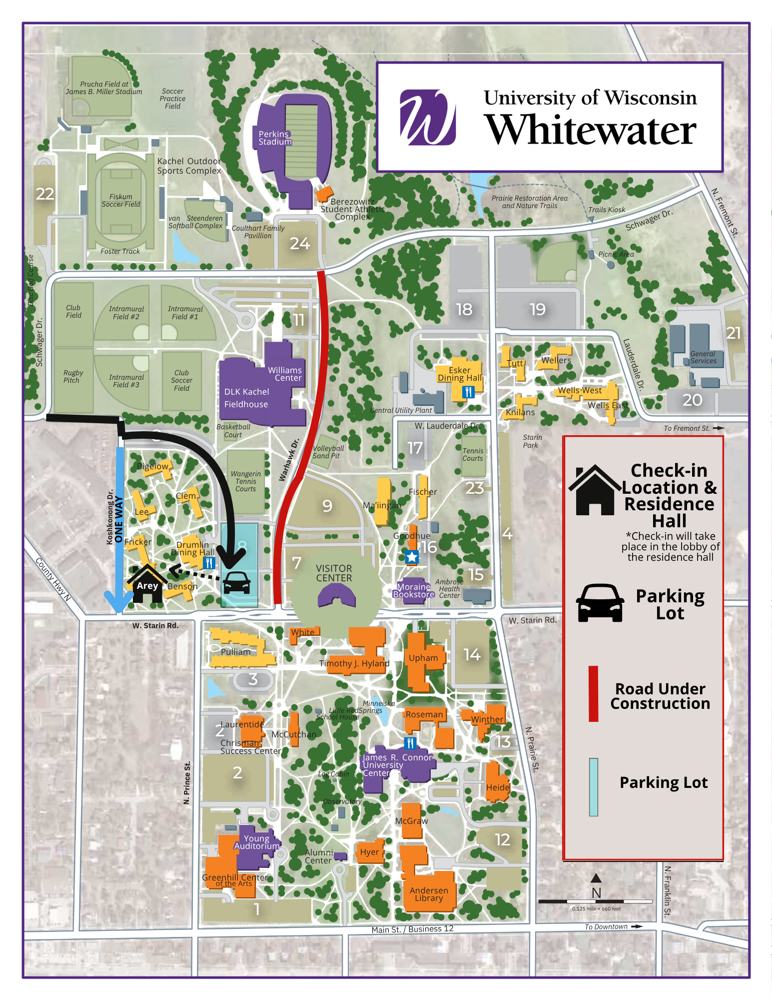 University of Wisconsin
Whitewater
Prucha Field at
James B. Miller Stadium
Soccer
Practice
Field
Perkins
Stadium
Kachel Outdoor
Sports Complex
22
Fiskum
Soccer Field
van Steenderen
Softball Complex
Foster Track
Coulthart Family
Pavillion
Berezowitz
Student Athletic
Complex
24
Prairie Restoration Area
and Nature Trails
Trails Kiosk
Schwager Dr.
N. Fremont St.
Picnic Area
Disc Golf Course
Schwager Dr.
Club
Field
Intramural
Field #2
Intramural
Field #1
11
18
19
21
Rugby
Pitch
Intramural
Field #3
Club
Soccer
Field
Williams
Center
DLK Kachel
Fieldhouse
Esker
Dining Hall
Tutt
Wellers
Lauderdale Dr.
General
Services
Wells West
Wells East
20
Knilans
Central Utility Plant
W. Lauderdale Dr.
To Fremont St.
Basketball
Court
Volleyball
Sand Pit
Warhawk Dr.
17
Tennis
Courts
Starin
Park
Bigelow
Wangerin
Tennis
Courts
Clem
Lee
Koshkonong Dr.
ONE WAY
9
Ma'iingan
Fischer
23
4
Fricker
Drumlin
Dining Hall
8
Goodhue
16
7
VISITOR
CENTER
15
Arey
Benson
Moraine
Bookstore
Ambrose
Health
Center
County Hwy N
W. Starin Rd.
W. Starin Rd.
White
Pulliam
Timothy J. Hyland
Upham
14
3
Minneiska
Springs
Little Red
School House
Roseman
Winther
Laurentide
2
McCutchan
Chrisman
Success Center
13
N. Prairie St.
James R. Connor
University
Center
2
Log Cabin
Heide
N. Prince St.
Observatory
McGraw
12
Young
Auditorium
Alumni
Center
Hyer
Greenhill Center
of the Arts
Andersen
Library
1
Main St. / Business 12
To Downtown
N. Franklin St.
N
0.125 mile = 660 feet
Check-in
Location &
Residence
Hall
*Check-in will take
place in the lobby of
the residence hall
Parking
Lot
Road Under
Construction
Parking Lot